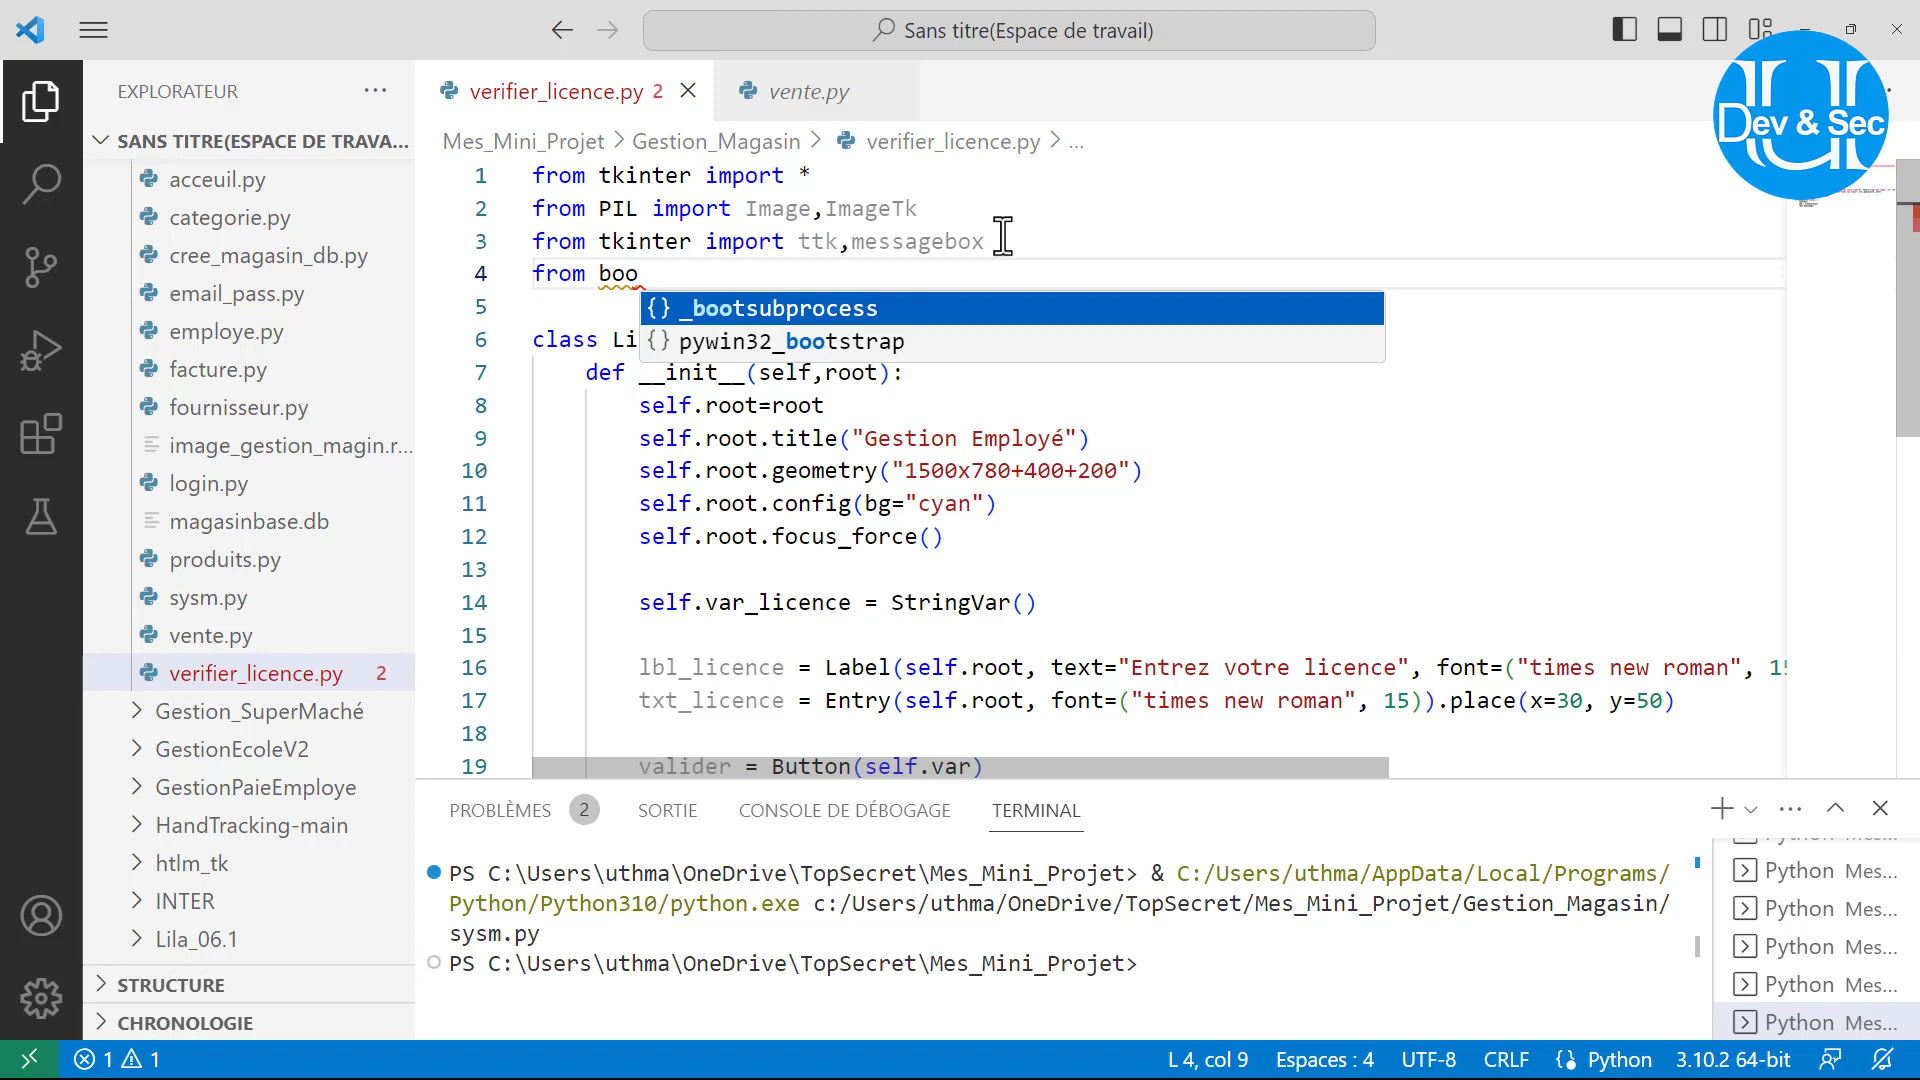 Sans titre(Espace de travail)
EXPLORATEUR
SANS TITRE(ESPACE DE TRAVA...
acceuil.py
categorie.py
cree_magasin_db.py
email_pass.py
employe.py
facture.py
fournisseur.py
image_gestion_magin.r...
login.py
magasinbase.db
produits.py
sysm.py
vente.py
verifier_licence.py 2
Gestion_SuperMaché
GestionEcoleV2
GestionPaieEmploye
HandTracking-main
htlm_tk
INTER
Lila_06.1
STRUCTURE
CHRONOLOGIE
verifier_licence.py 2
vente.py
Dev & Sec
Mes_Mini_Projet > Gestion_Magasin > verifier_licence.py > ...
1 from tkinter import *
2 from PIL import Image,ImageTk
3 from tkinter import ttk,messagebox
4 from boo
{} _bootsubprocess
{} pywin32_bootstrap
5
6 class Li
7 def __init__(self,root):
8 self.root=root
9 self.root.title("Gestion Employé")
10 self.root.geometry("1500x780+400+200")
11 self.root.config(bg="cyan")
12 self.root.focus_force()
13
14 self.var_licence = StringVar()
15
16 lbl_licence = Label(self.root, text="Entrez votre licence", font=("times new roman", 1
17 txt_licence = Entry(self.root, font=("times new roman", 15)).place(x=30, y=50)
18
19 valider = Button(self.var)
PROBLÈMES 2 SORTIE CONSOLE DE DÉBOGAGE TERMINAL
PS C:\Users\uthma\OneDrive\TopSecret\Mes_Mini_Projet> & C:/Users/uthma/AppData/Local/Programs/
Python/Python310/python.exe c:/Users/uthma/OneDrive/TopSecret/Mes_Mini_Projet/Gestion_Magasin/
sysm.py
PS C:\Users\uthma\OneDrive\TopSecret\Mes_Mini_Projet>
Python Mes...
Python Mes...
Python Mes...
Python Mes...
Python Mes...
1 1
L 4, col 9 Espaces : 4 UTF-8 CRLF Python 3.10.2 64-bit